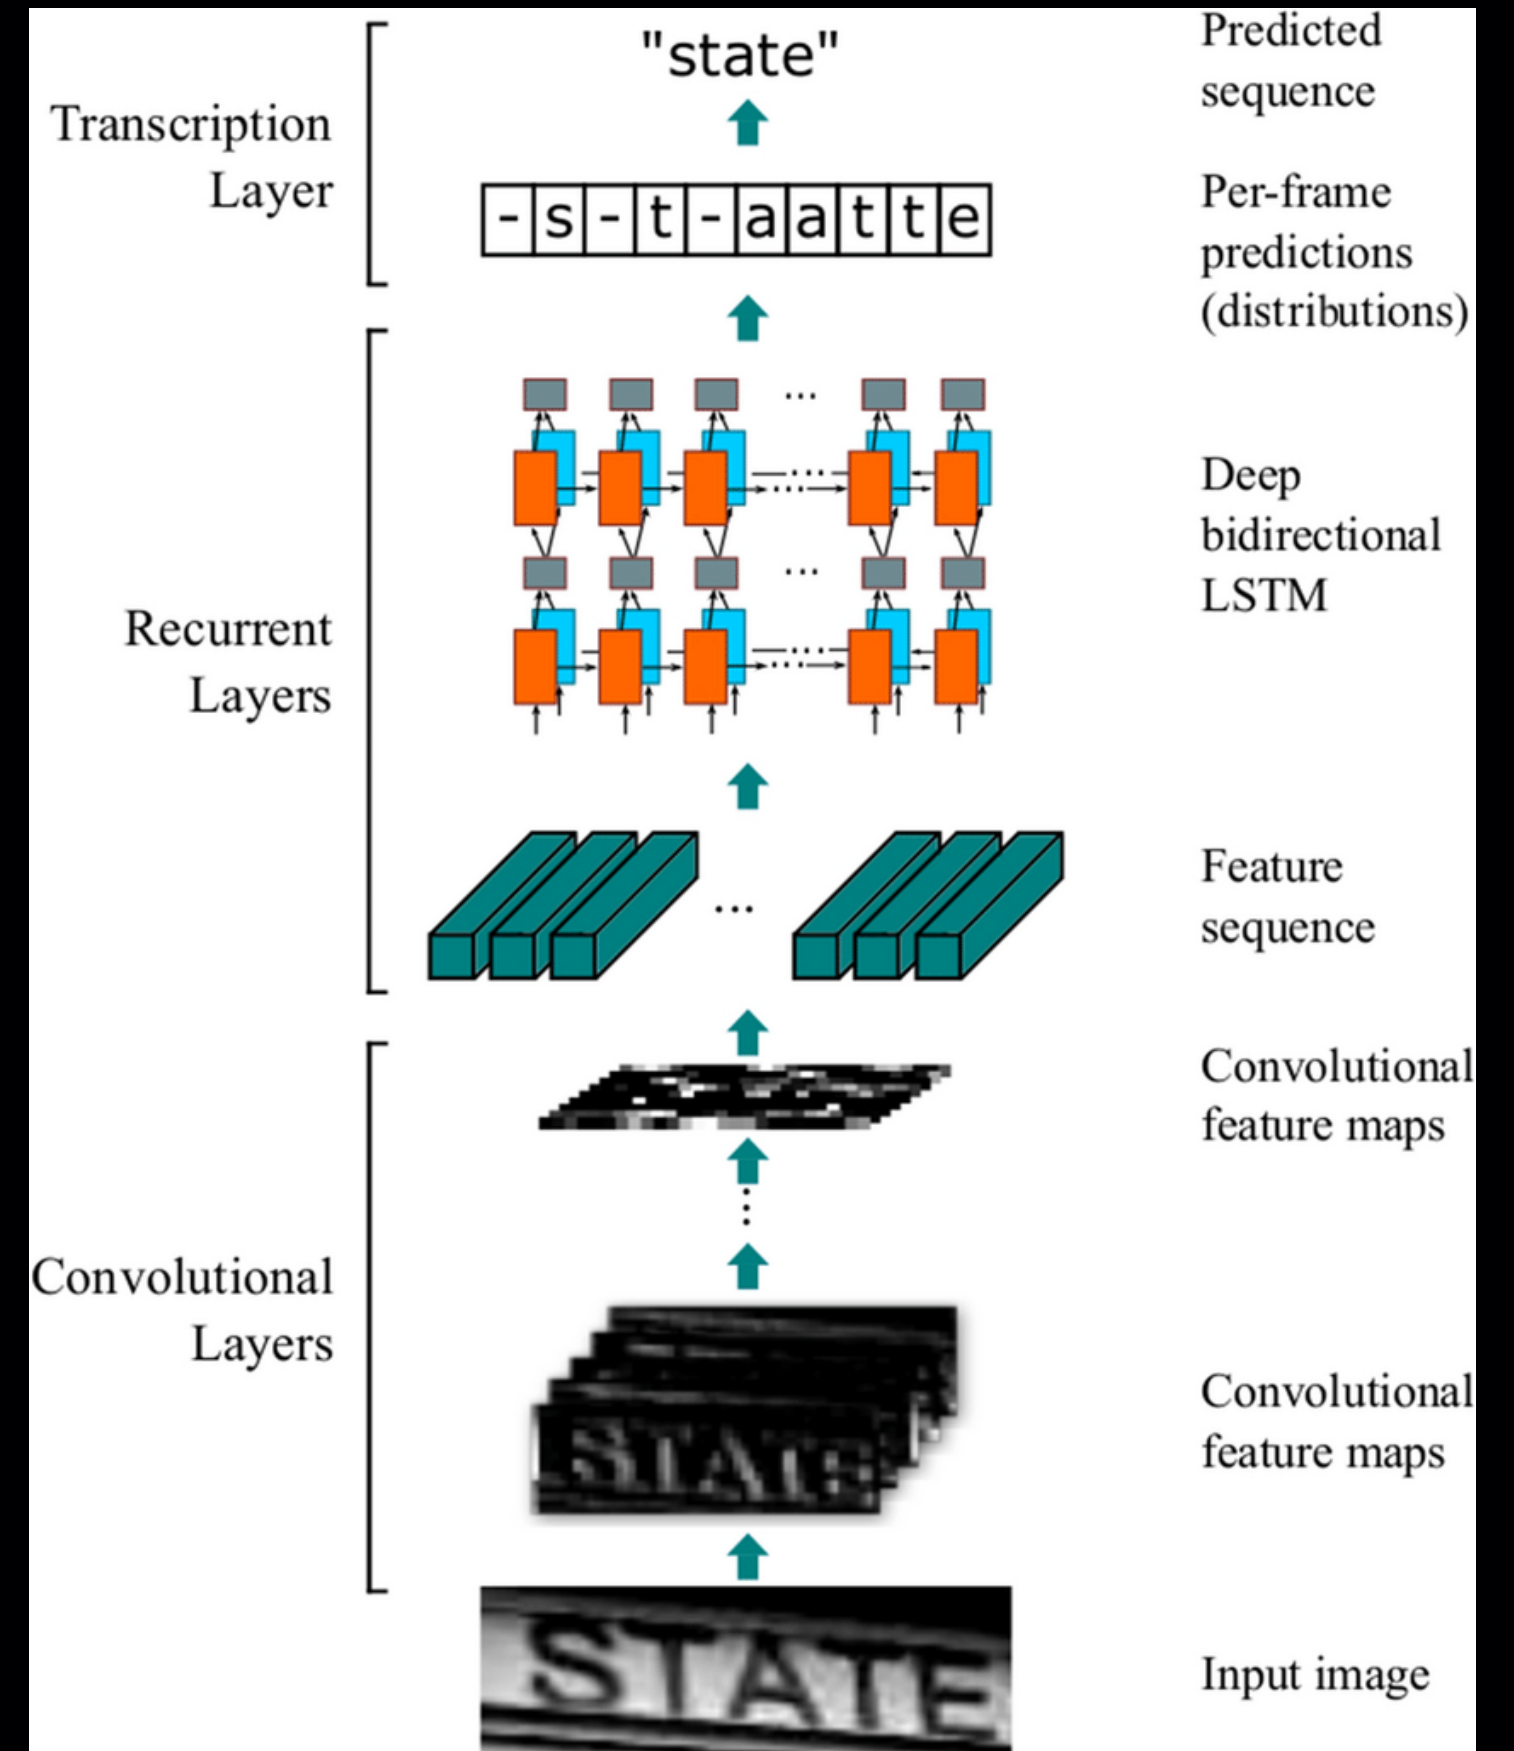 "state"
Predicted
sequence
Transcription
Layer
-s-t-aatte
Per-frame
predictions
(distributions)
Recurrent
Layers
Deep
bidirectional
LSTM
Feature
sequence
Convolutional
Layers
Convolutional
feature maps
STATE
Convolutional
feature maps
STATE
Input image